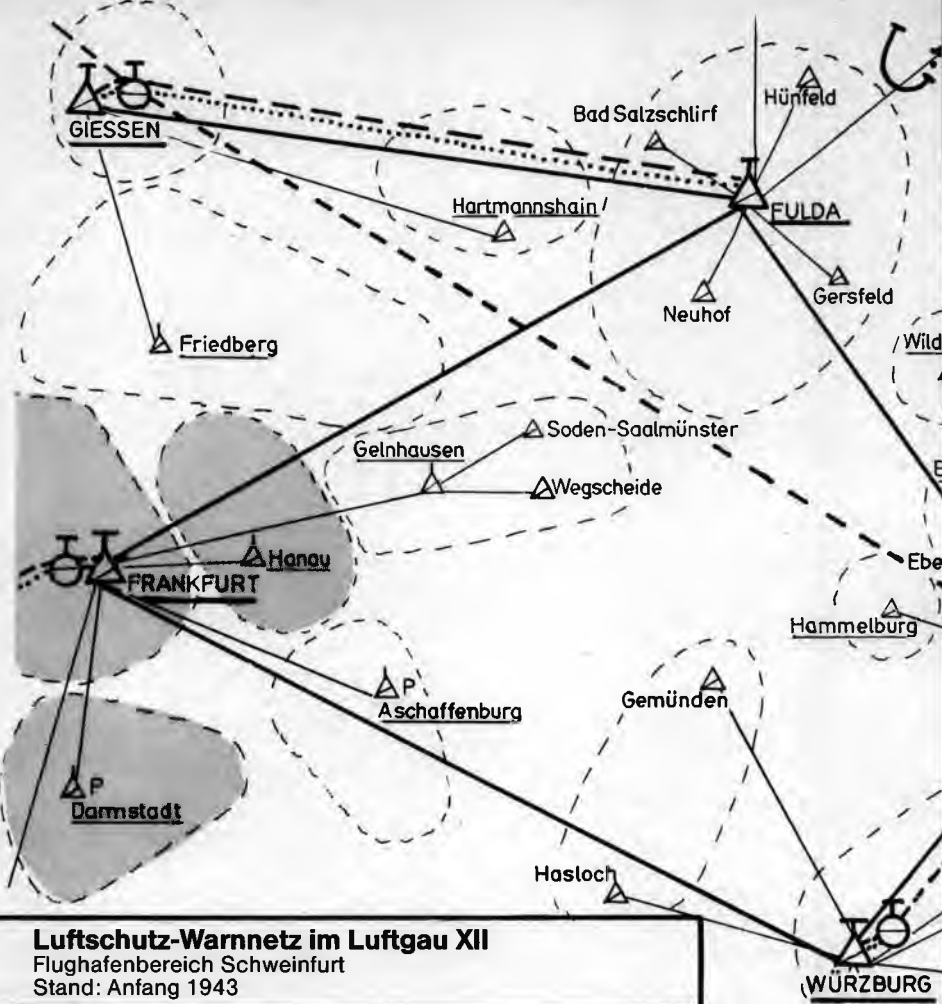 Hünfeld
Bad Salzschlirf
GIESSEN
Hartmannshain
FULDA
Gersfeld
Neuhof
Friedberg
Wild
Soden-Saalmünster
Gelnhausen
Wegscheide
E
Hanau
Ebe
FRANKFURT
Hammelburg
P
Aschaffenburg
Gemünden
P
Darmstadt
Hasloch
Luftschutz-Warnnetz im Luftgau XII
Flughafenbereich Schweinfurt
Stand: Anfang 1943
WÜRZBURG